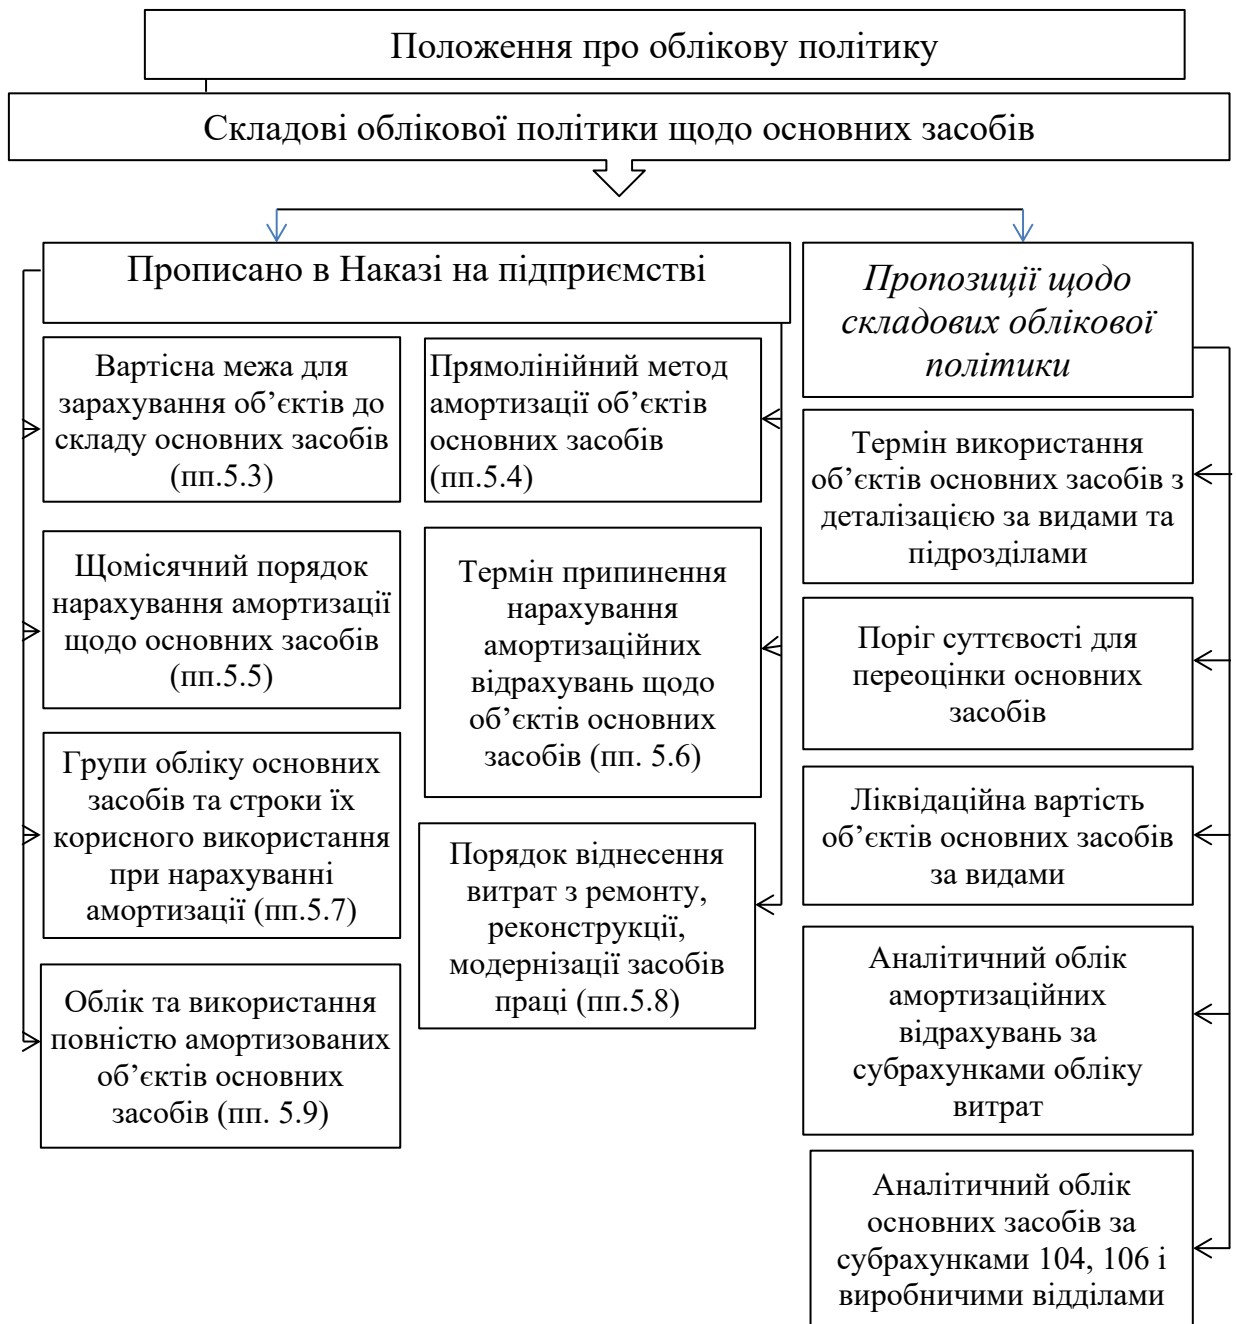 Положення про облікову політику
Складові облікової політики щодо основних засобів
Прописано в Наказі на підприємстві
Вартісна межа для
зарахування об’єктів до
складу основних засобів
(пп.5.3)
Прямолінійний метод
амортизації об’єктів
основних засобів
(пп.5.4)
Щомісячний порядок
нарахування амортизації
щодо основних засобів
(пп.5.5)
Термін припинення
нарахування
амортизаційних
відрахувань щодо
об’єктів основних
засобів (пп. 5.6)
Групи обліку основних
засобів та строки їх
корисного використання
при нарахуванні
амортизації (пп.5.7)
Порядок віднесення
витрат з ремонту,
реконструкції,
модернізації засобів
праці (пп.5.8)
Облік та використання
повністю амортизованих
об’єктів основних
засобів (пп. 5.9)
Пропозиції щодо
складових облікової
політики
Термін використання
об’єктів основних засобів з
деталізацією за видами та
підрозділами
Поріг суттєвості для
переоцінки основних
засобів
Ліквідаційна вартість
об’єктів основних засобів
за видами
Аналітичний облік
амортизаційних
відрахувань за
субрахунками обліку
витрат
Аналітичний облік
основних засобів за
субрахунками 104, 106 і
виробничими відділами